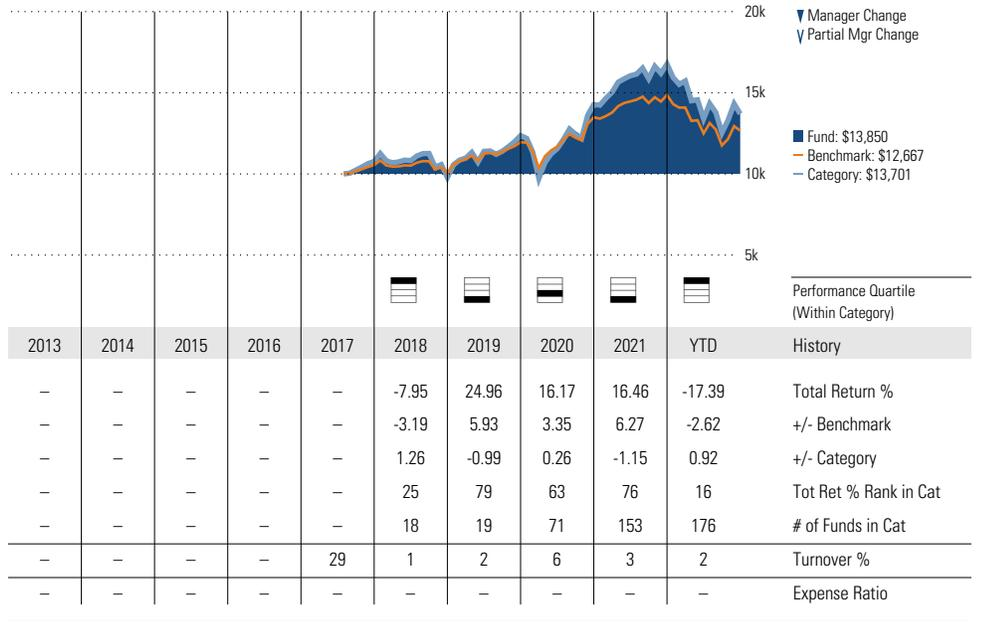 20k
▼ Manager Change
Partial Mgr Change
15k
Fund: $13,850
Benchmark: $12,667
Category: $13,701
10k
5k
Performance Quartile
(Within Category)
2013 2014 2015 2016 2017 2018 2019 2020 2021 YTD History
– – – – – -7.95 24.96 16.17 16.46 -17.39 Total Return %
– – – – – -3.19 5.93 3.35 6.27 -2.62 +/- Benchmark
– – – – – 1.26 -0.99 0.26 -1.15 0.92 +/- Category
– – – – – 25 79 63 76 16 Tot Ret % Rank in Cat
– – – – – 18 19 71 153 176 # of Funds in Cat
– – – – 29 1 2 6 3 2 Turnover %
– – – – – – – – – – Expense Ratio